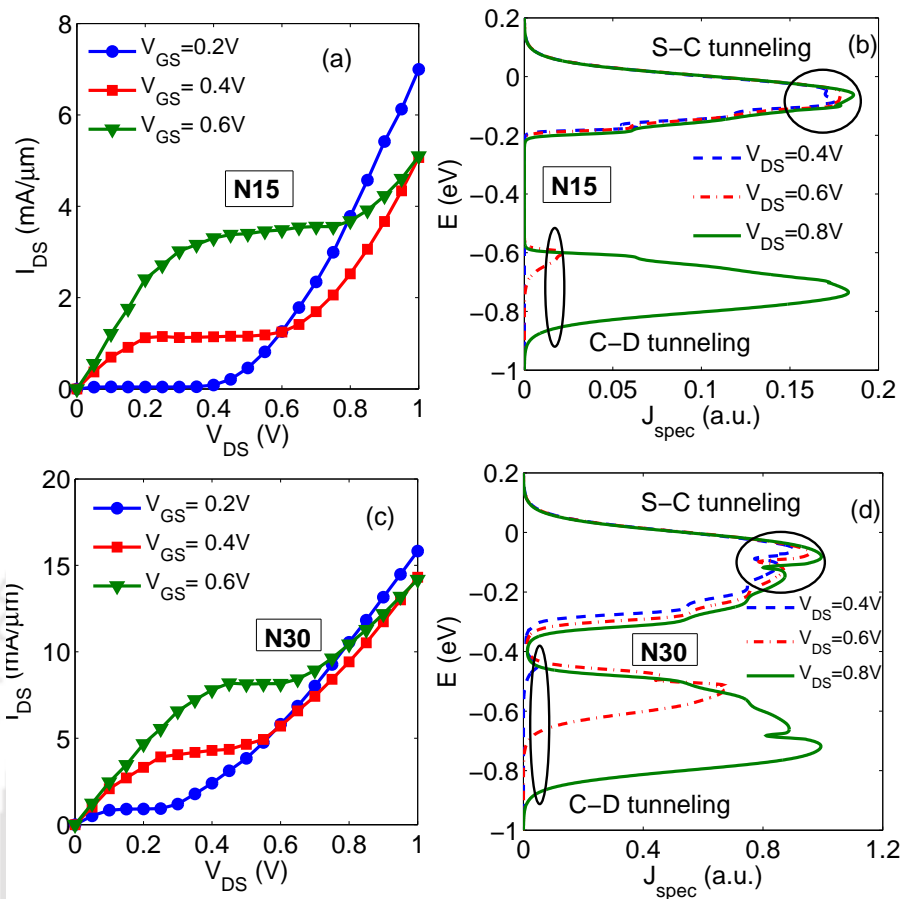 (a)
V_GS=0.2V
V_GS=0.4V
V_GS=0.6V
N15
I_DS (mA/μm)
8
6
4
2
0
0 0.2 0.4 0.6 0.8 1
V_DS (V)
(b)
S−C tunneling
V_DS=0.4V
V_DS=0.6V
V_DS=0.8V
N15
C−D tunneling
E (eV)
0.2
0
−0.2
−0.4
−0.6
−0.8
−1
0 0.05 0.1 0.15 0.2
J_spec (a.u.)
(c)
V_GS= 0.2V
V_GS= 0.4V
V_GS= 0.6V
N30
I_DS (mA/μm)
20
15
10
5
0
0 0.2 0.4 0.6 0.8 1
V_DS (V)
(d)
S−C tunneling
V_DS=0.4V
V_DS=0.6V
V_DS=0.8V
N30
C−D tunneling
E (eV)
0.2
0
−0.2
−0.4
−0.6
−0.8
−1
0 0.4 0.8 1.2
J_spec (a.u.)